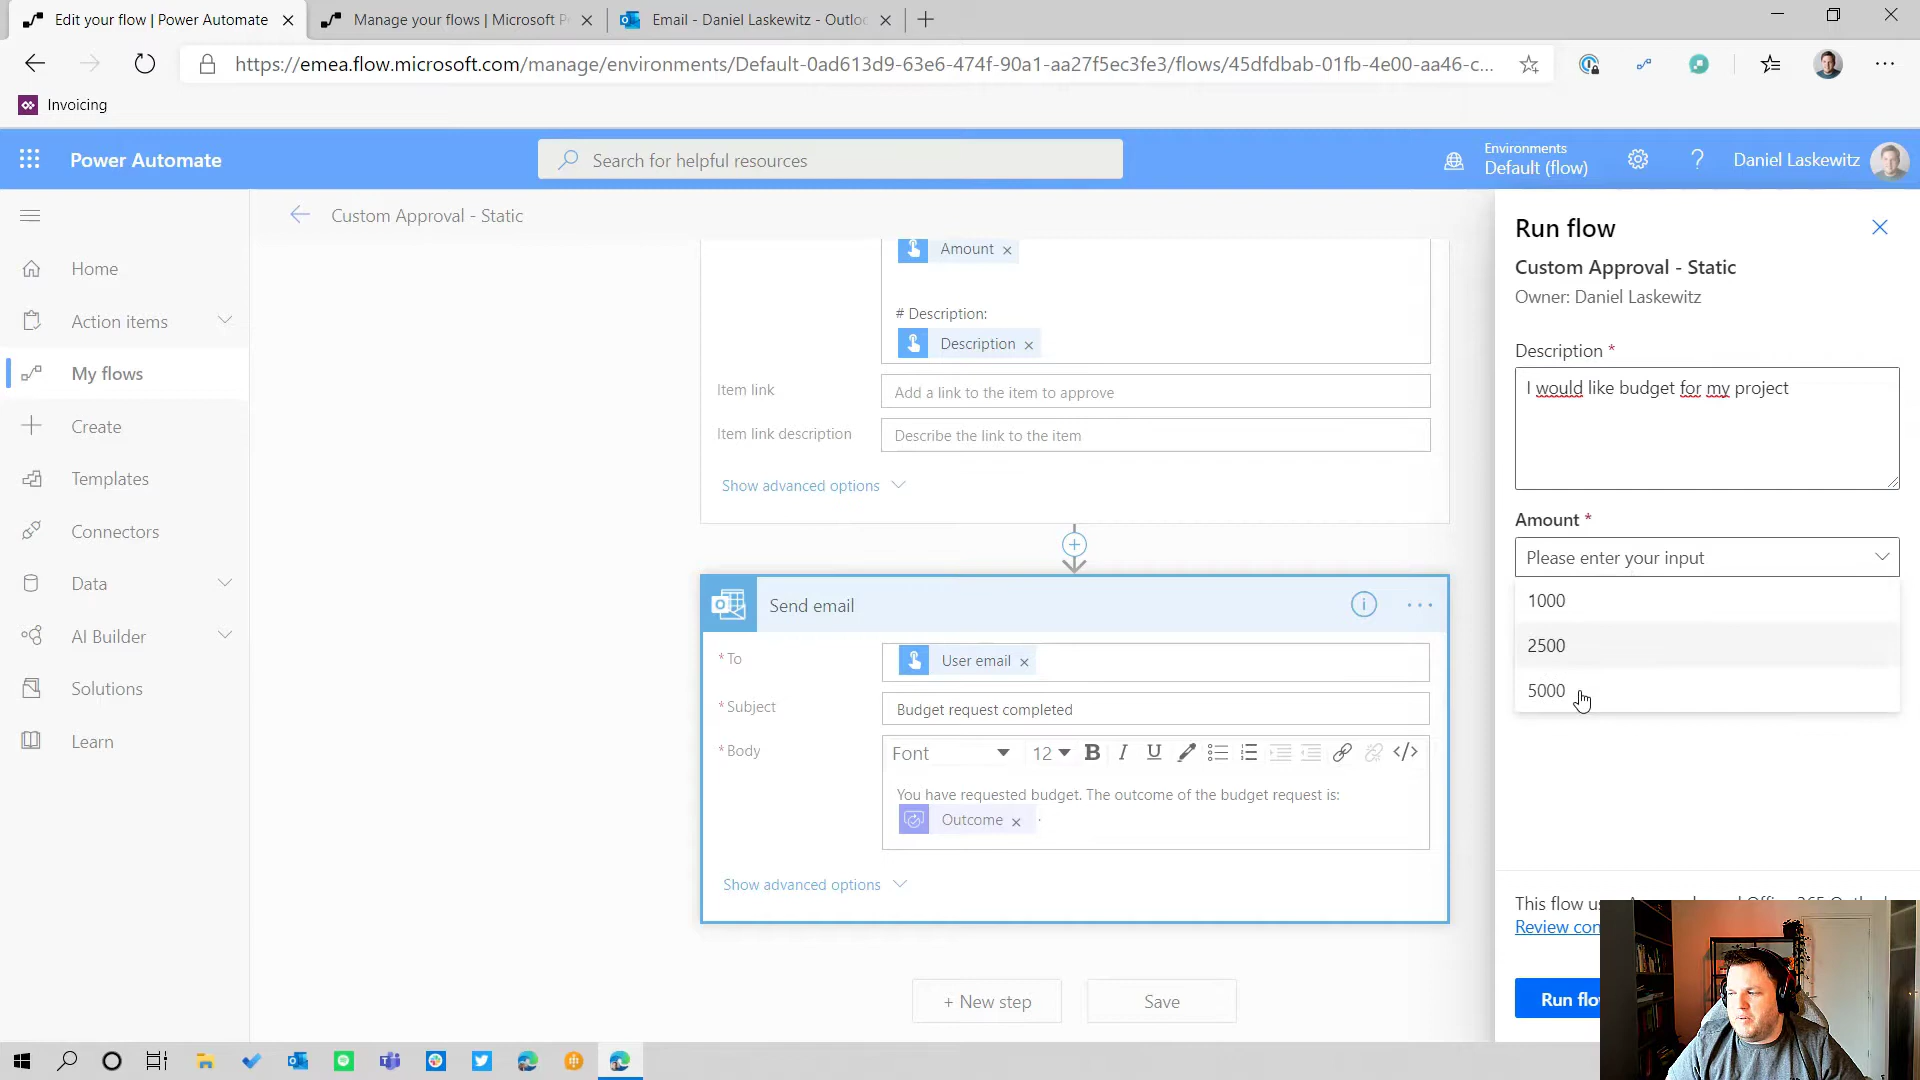 Edit your flow | Power Automate
Manage your flows | Microsoft P
Email - Daniel Laskewitz - Outlo
https://emea.flow.microsoft.com/manage/environments/Default-0ad613d9-63e6-474f-90a1-aa27f5ec3fe3/flows/45dfdbab-01fb-4e00-aa46-c...
Invoicing
Power Automate
Search for helpful resources
Environments
Default (flow)
?
Daniel Laskewitz
Custom Approval - Static
Home
Action items
My flows
Create
Templates
Connectors
Data
AI Builder
Solutions
Learn
Amount ×
# Description:
Description ×
Item link
Add a link to the item to approve
Item link description
Describe the link to the item
Show advanced options
Send email
* To
User email ×
* Subject
Budget request completed
* Body
Font
12
B
I
U
</>
You have requested budget. The outcome of the budget request is:
Outcome × .
Show advanced options
+ New step
Save
Run flow
Custom Approval - Static
Owner: Daniel Laskewitz
Description *
I would like budget for my project
Amount *
Please enter your input
1000
2500
5000
This flow
Review
Run